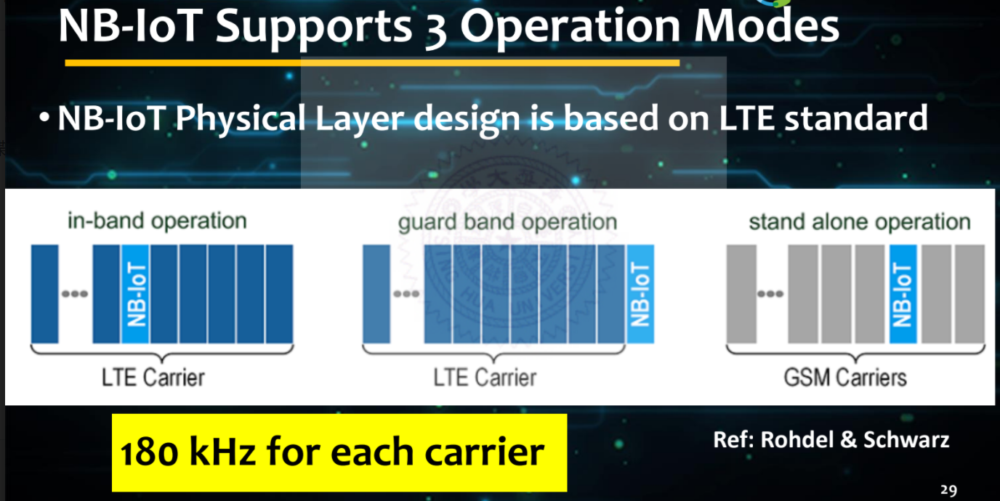 NB-IoT Supports 3 Operation Modes
• NB-IoT Physical Layer design is based on LTE standard
in-band operation
guard band operation
stand alone operation
NB-IoT
NB-IoT
NB-IoT
LTE Carrier
LTE Carrier
GSM Carriers
180 kHz for each carrier
Ref: Rohdel & Schwarz
29